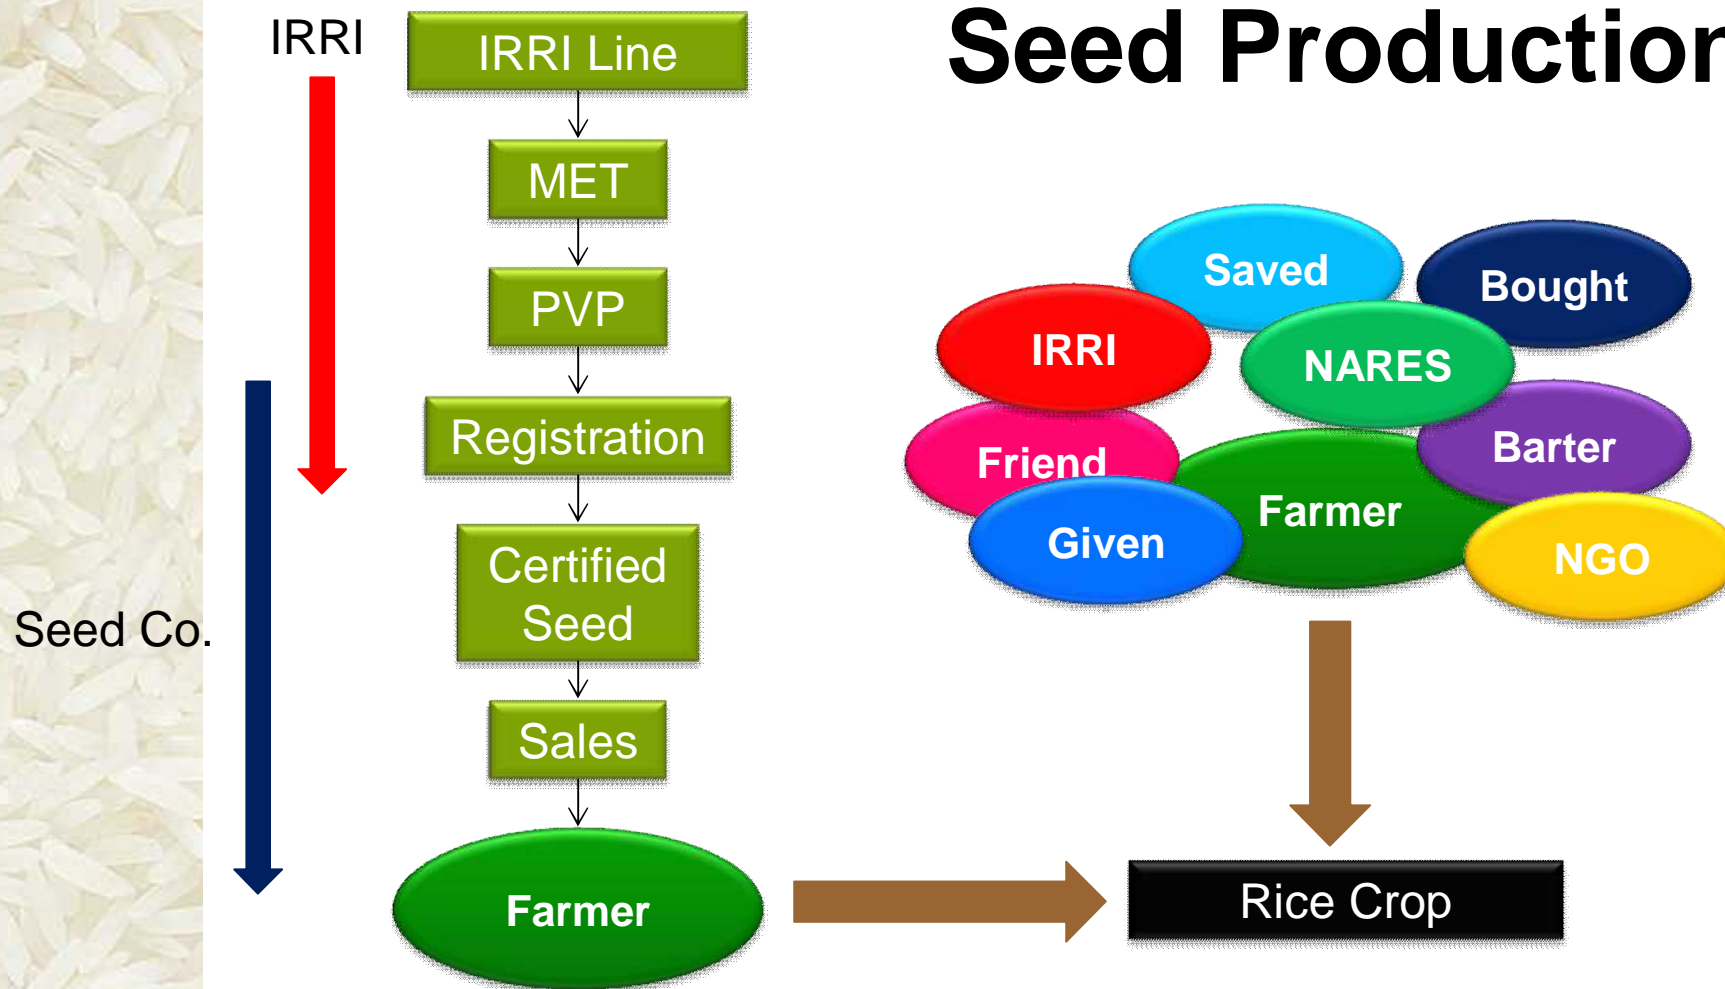 Seed Production
IRRI
IRRI Line
MET
PVP
Registration
Certified
Seed
Sales
Farmer
Seed Co.
Saved
Bought
IRRI
NARES
Friend
Barter
Farmer
Given
NGO
Rice Crop